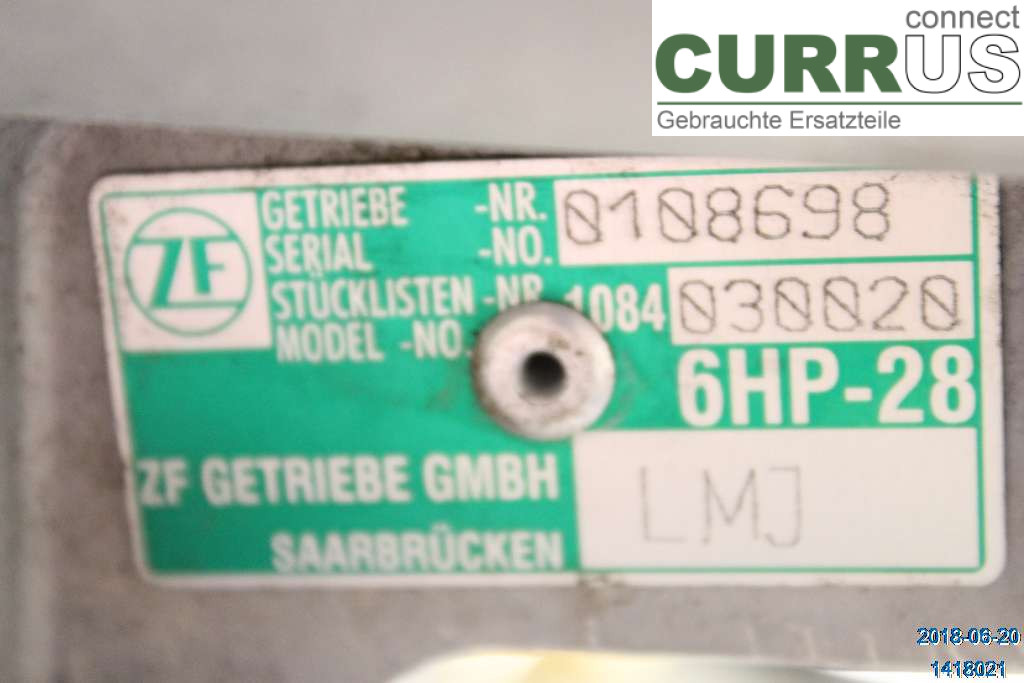 connect
CURRUS
Gebrauchte Ersatzteile
ZF
GETRIEBE -NR. 0108698
SERIAL -NO.
STÜCKLISTEN -NR. 1084 030020
MODEL -NO.
6HP-28
ZF GETRIEBE GMBH
SAARBRÜCKEN
LMJ
2018-06-20
1418021